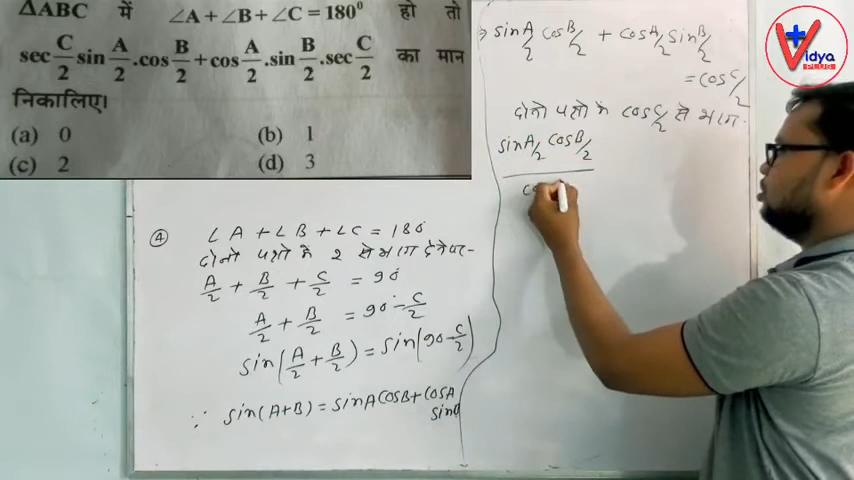 ΔABC में ∠A+∠B+∠C=180⁰ हो तो
sec C/2 sin A/2 .cos B/2 + cos A/2 .sin B/2 .sec C/2 का मान
निकालिए।
(a) 0 (b) 1
(c) 2 (d) 3
④ ∠A+∠B+∠C = 180°
दोनो पक्षो मे 2 से भाग देने पर-
A/2 + B/2 + C/2 = 90°
A/2 + B/2 = 90° - C/2
sin(A/2 + B/2) = sin(90 - C/2)
∵ sin(A+B) = sinA cosB + cosA
sinB
⇒ sinA/2 cosB/2 + cosA/2 sinB/2
= cosC/2
दोनो पक्षो मे cosC/2 से भाग-
sinA/2 cosB/2
Vidya
PLUS